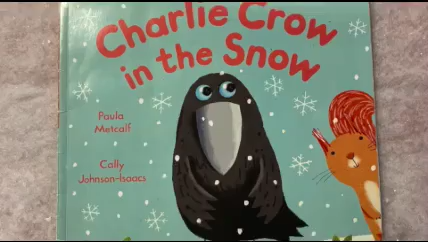 Charlie Crow
in the Snow
Paula
Metcalf
Cally
Johnson-Isaacs